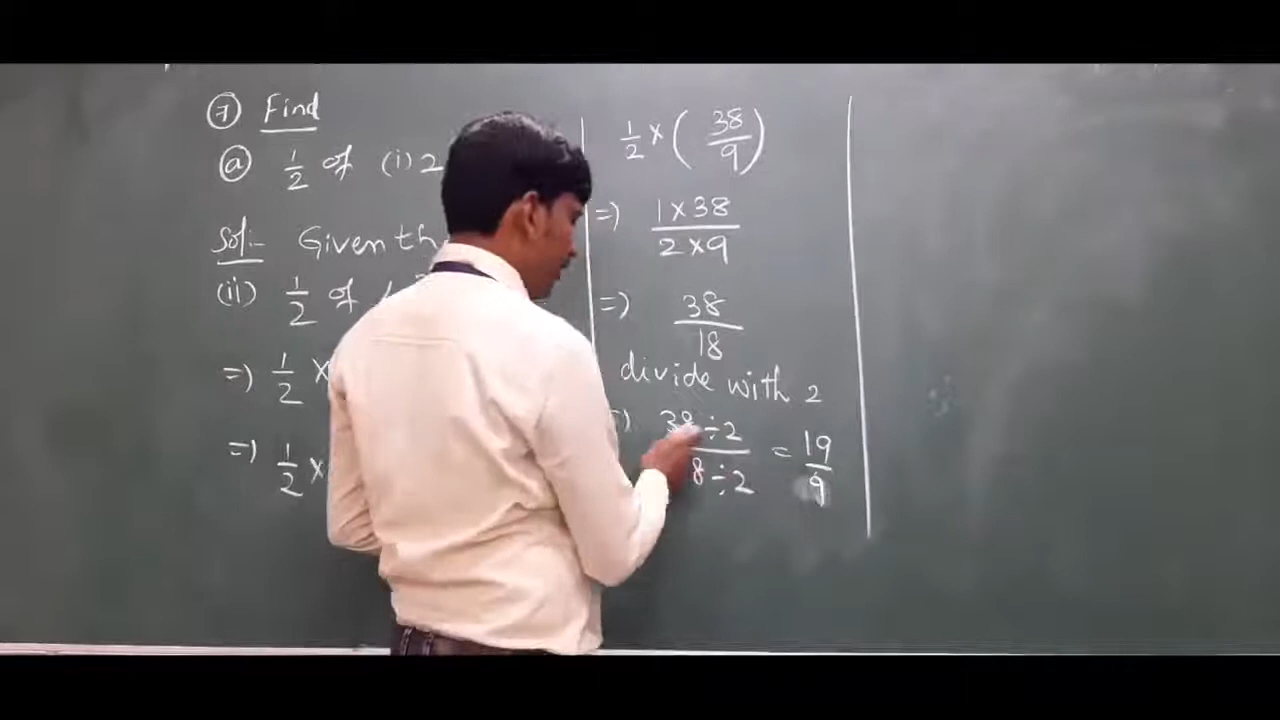 7 Find
(a) 1/2 of (i) 2
Sol:- Given th
(ii) 1/2 of
=> 1/2 ×
=> 1/2 ×
1/2 × (38/9)
=> 1×38 / 2×9
=> 38/18
divide with 2
38÷2 / 8÷2 = 19/9